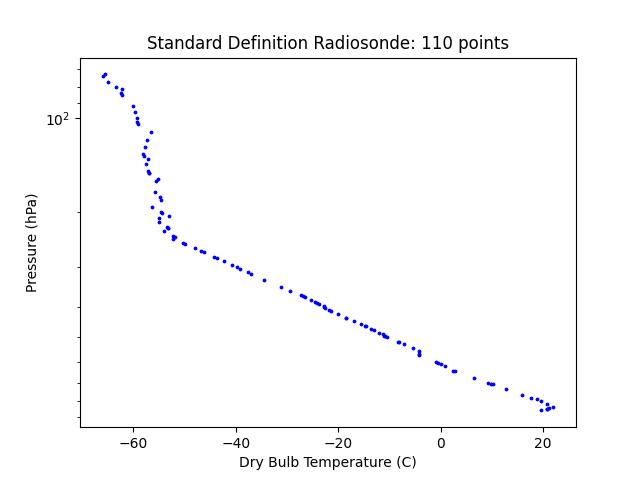 Standard Definition Radiosonde: 110 points
10²
Pressure (hPa)
−60 −40 −20 0 20
Dry Bulb Temperature (C)